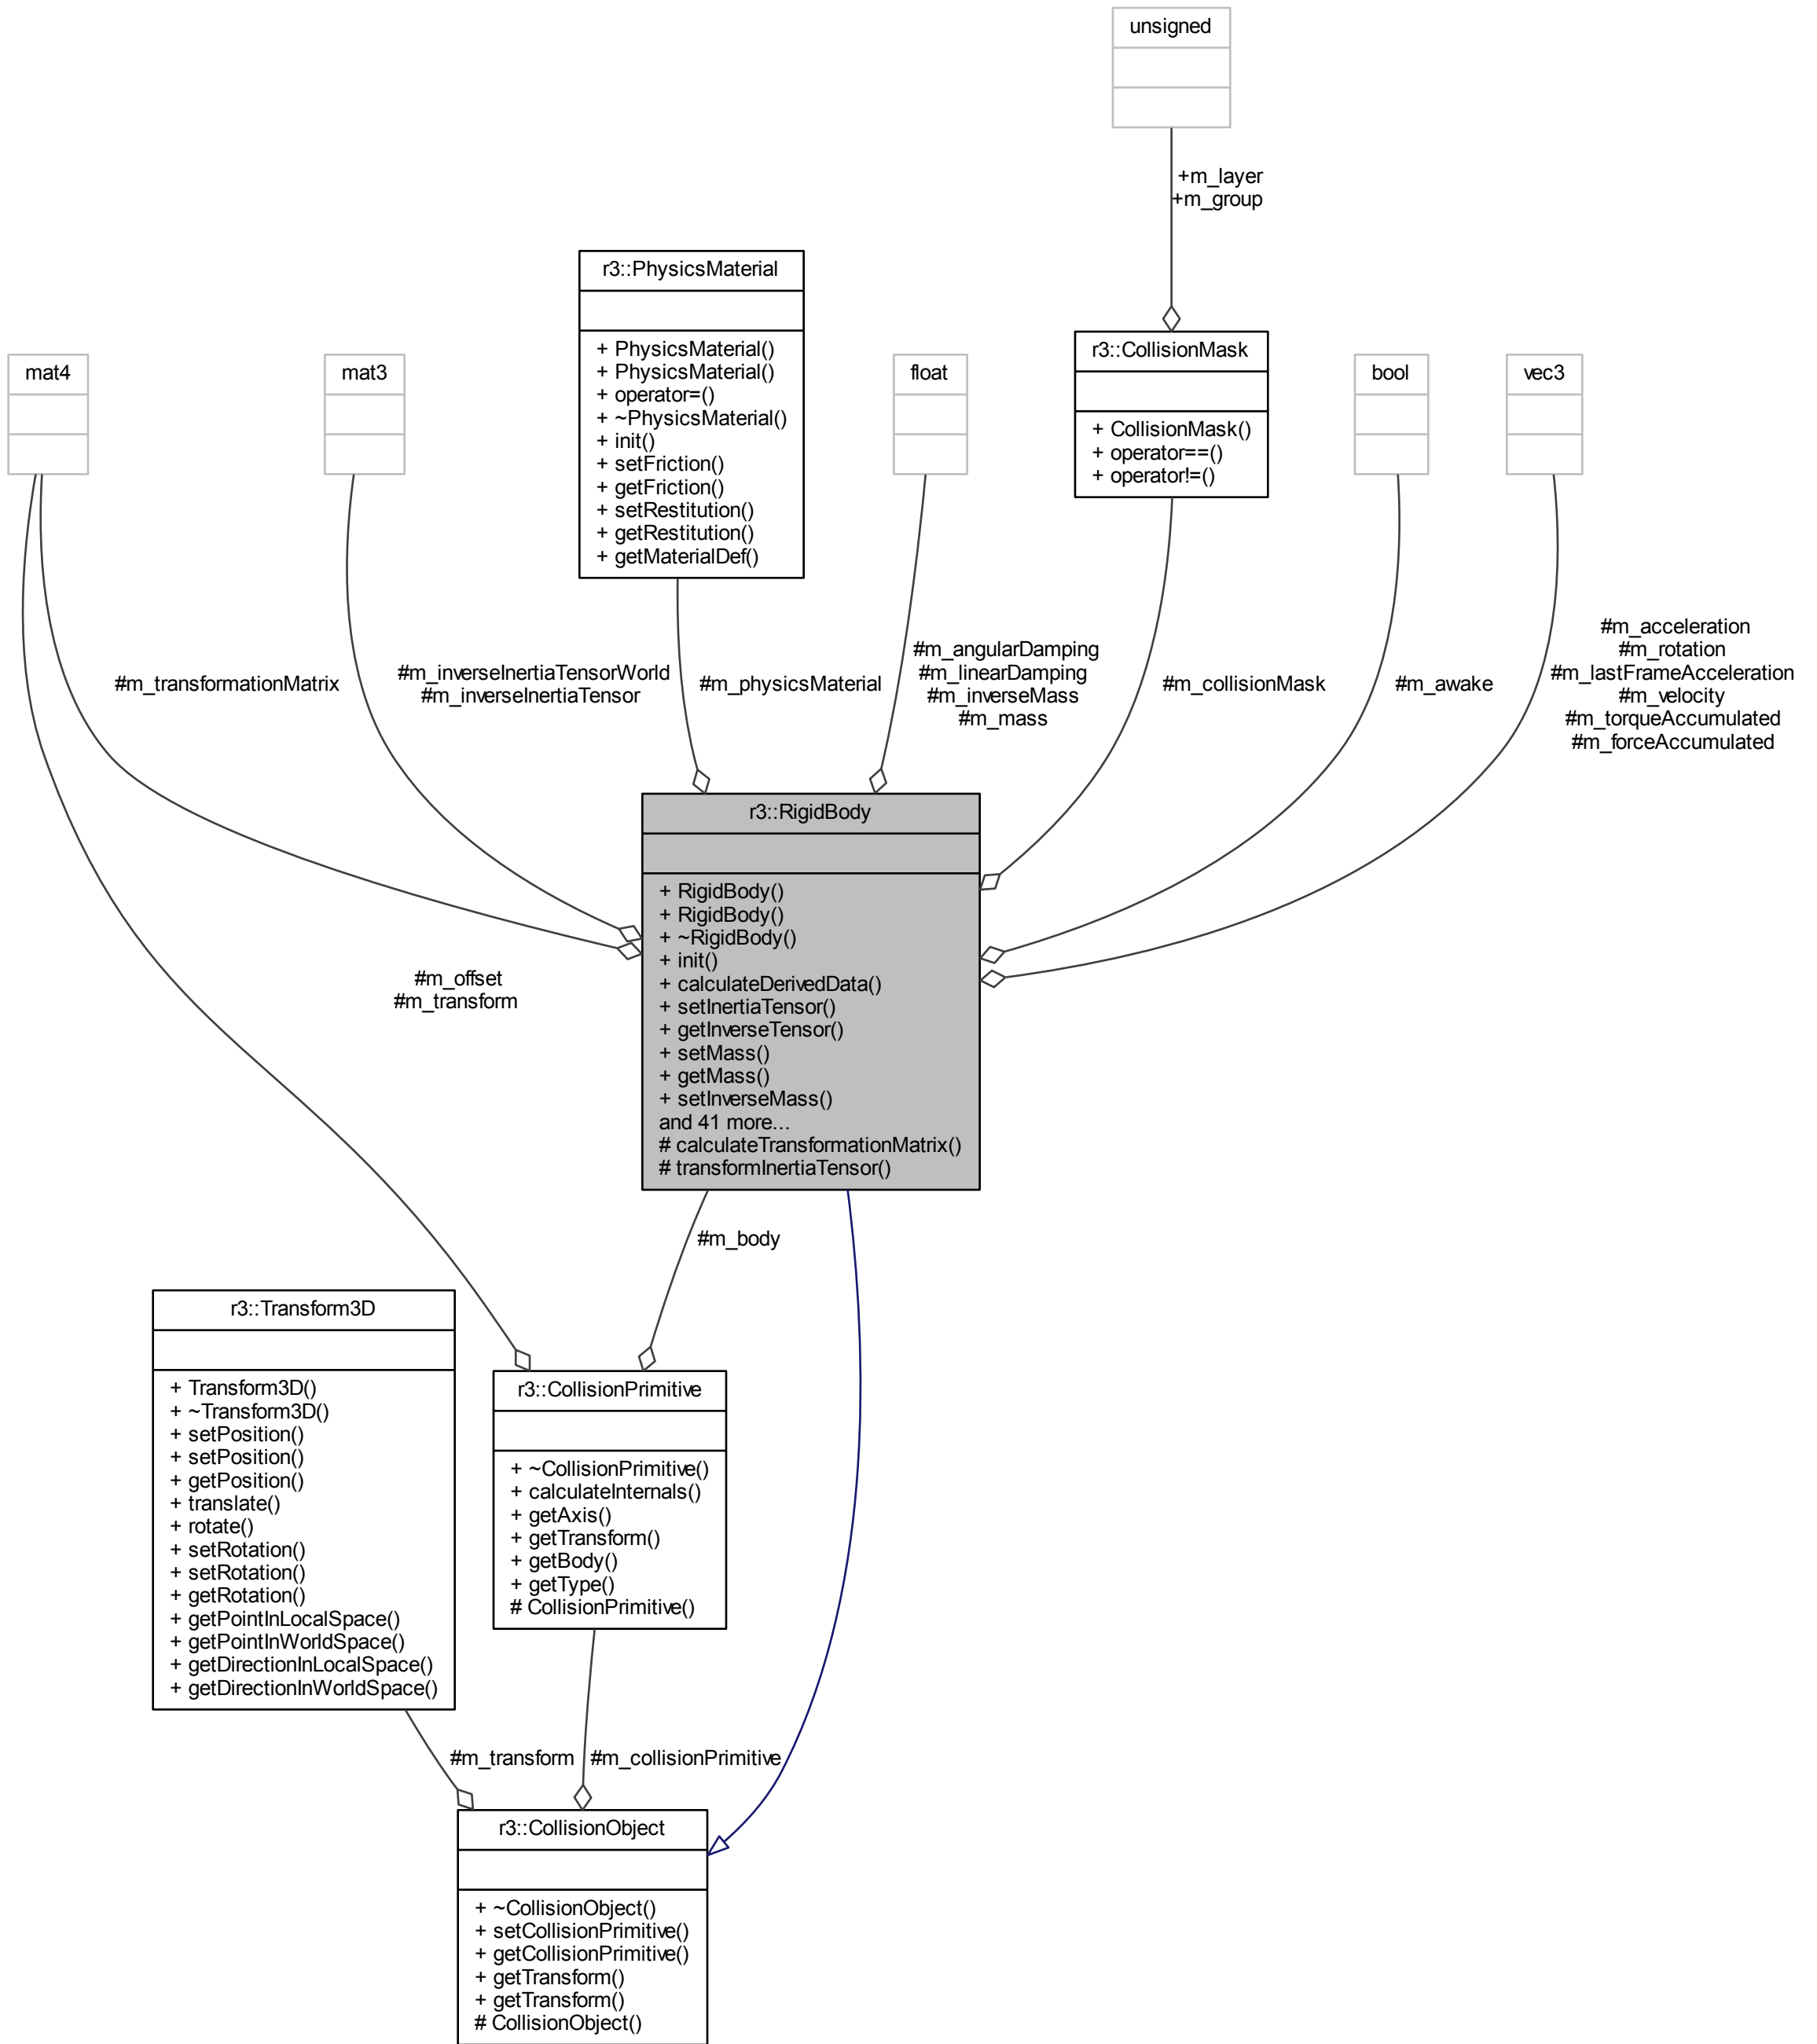 unsigned
+m_layer
+m_group
r3::PhysicsMaterial
+ PhysicsMaterial()
+ PhysicsMaterial()
+ operator=()
+ ~PhysicsMaterial()
+ init()
+ setFriction()
+ getFriction()
+ setRestitution()
+ getRestitution()
+ getMaterialDef()
r3::CollisionMask
+ CollisionMask()
+ operator==()
+ operator!=()
mat4
mat3
float
bool
vec3
#m_transformationMatrix
#m_inverseInertiaTensorWorld
#m_inverseInertiaTensor
#m_physicsMaterial
#m_angularDamping
#m_linearDamping
#m_inverseMass
#m_mass
#m_collisionMask
#m_awake
#m_acceleration
#m_rotation
#m_lastFrameAcceleration
#m_velocity
#m_torqueAccumulated
#m_forceAccumulated
r3::RigidBody
+ RigidBody()
+ RigidBody()
+ ~RigidBody()
+ init()
+ calculateDerivedData()
+ setInertiaTensor()
+ getInverseTensor()
+ setMass()
+ getMass()
+ setInverseMass()
and 41 more...
# calculateTransformationMatrix()
# transformInertiaTensor()
#m_offset
#m_transform
#m_body
r3::Transform3D
+ Transform3D()
+ ~Transform3D()
+ setPosition()
+ setPosition()
+ getPosition()
+ translate()
+ rotate()
+ setRotation()
+ setRotation()
+ getRotation()
+ getPointInLocalSpace()
+ getPointInWorldSpace()
+ getDirectionInLocalSpace()
+ getDirectionInWorldSpace()
r3::CollisionPrimitive
+ ~CollisionPrimitive()
+ calculateInternals()
+ getAxis()
+ getTransform()
+ getBody()
+ getType()
# CollisionPrimitive()
#m_transform
#m_collisionPrimitive
r3::CollisionObject
+ ~CollisionObject()
+ setCollisionPrimitive()
+ getCollisionPrimitive()
+ getTransform()
+ getTransform()
# CollisionObject()